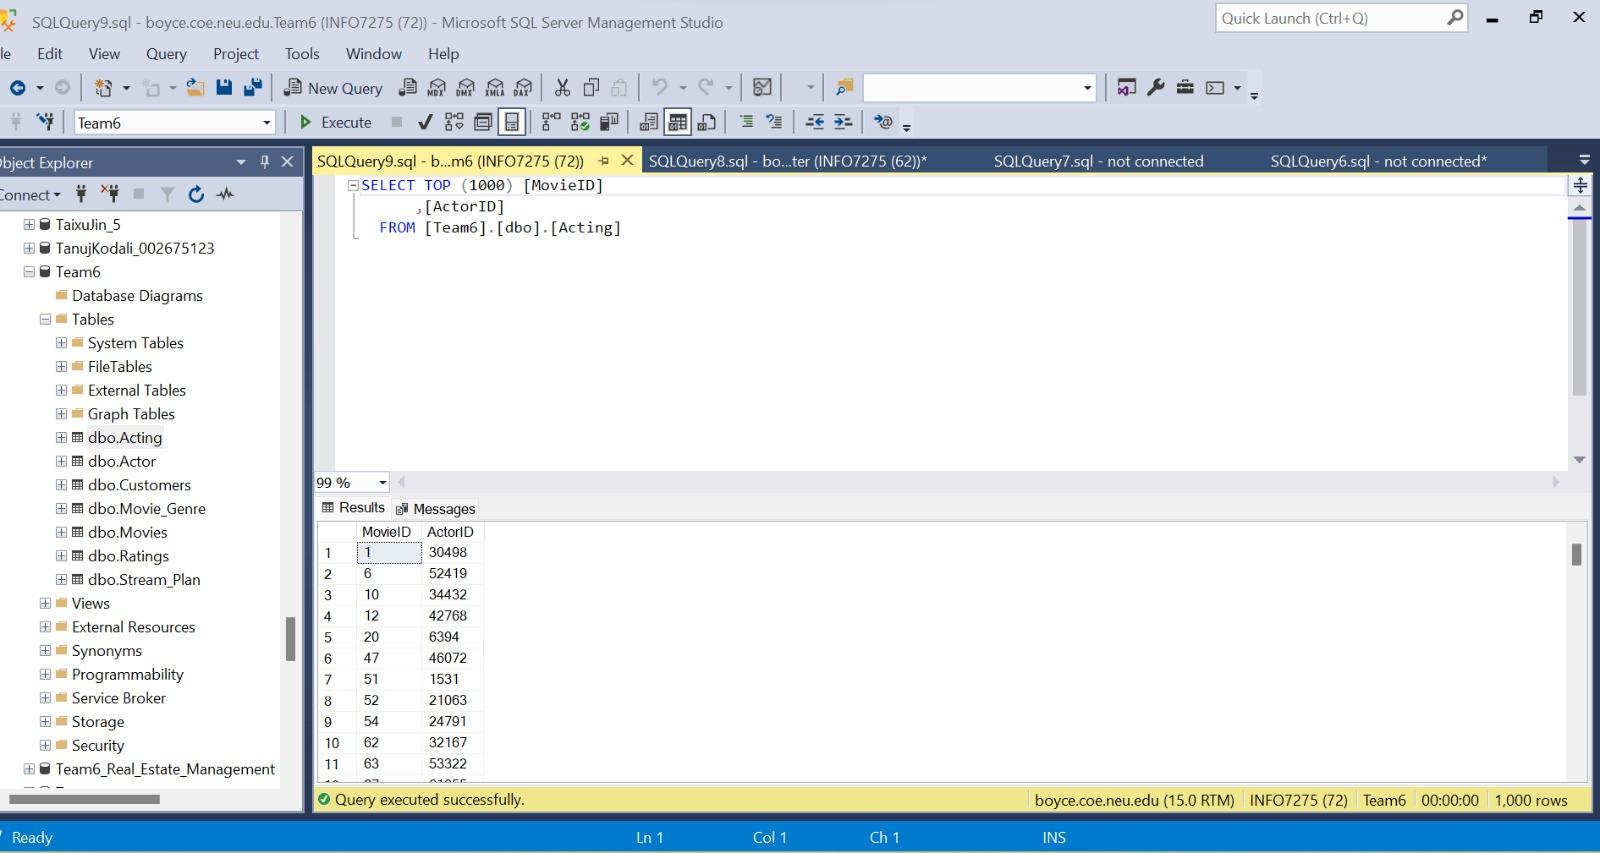 SQLQuery9.sql - boyce.coe.neu.edu.Team6 (INFO7275 (72)) - Microsoft SQL Server Management Studio
Quick Launch (Ctrl+Q)
le Edit View Query Project Tools Window Help
New Query MDX DMX XMLA DAX
Team6 Execute
bject Explorer
SQLQuery9.sql - b...m6 (INFO7275 (72)) SQLQuery8.sql - bo...ter (INFO7275 (62))* SQLQuery7.sql - not connected SQLQuery6.sql - not connected*
Connect
TaixuJin_5
TanujKodali_002675123
Team6
Database Diagrams
Tables
System Tables
FileTables
External Tables
Graph Tables
dbo.Acting
dbo.Actor
dbo.Customers
dbo.Movie_Genre
dbo.Movies
dbo.Ratings
dbo.Stream_Plan
Views
External Resources
Synonyms
Programmability
Service Broker
Storage
Security
Team6_Real_Estate_Management
SELECT TOP (1000) [MovieID]
,[ActorID]
FROM [Team6].[dbo].[Acting]
99 %
Results Messages
MovieID ActorID
1 1 30498
2 6 52419
3 10 34432
4 12 42768
5 20 6394
6 47 46072
7 51 1531
8 52 21063
9 54 24791
10 62 32167
11 63 53322
Query executed successfully. boyce.coe.neu.edu (15.0 RTM) INFO7275 (72) Team6 00:00:00 1,000 rows
Ready Ln 1 Col 1 Ch 1 INS